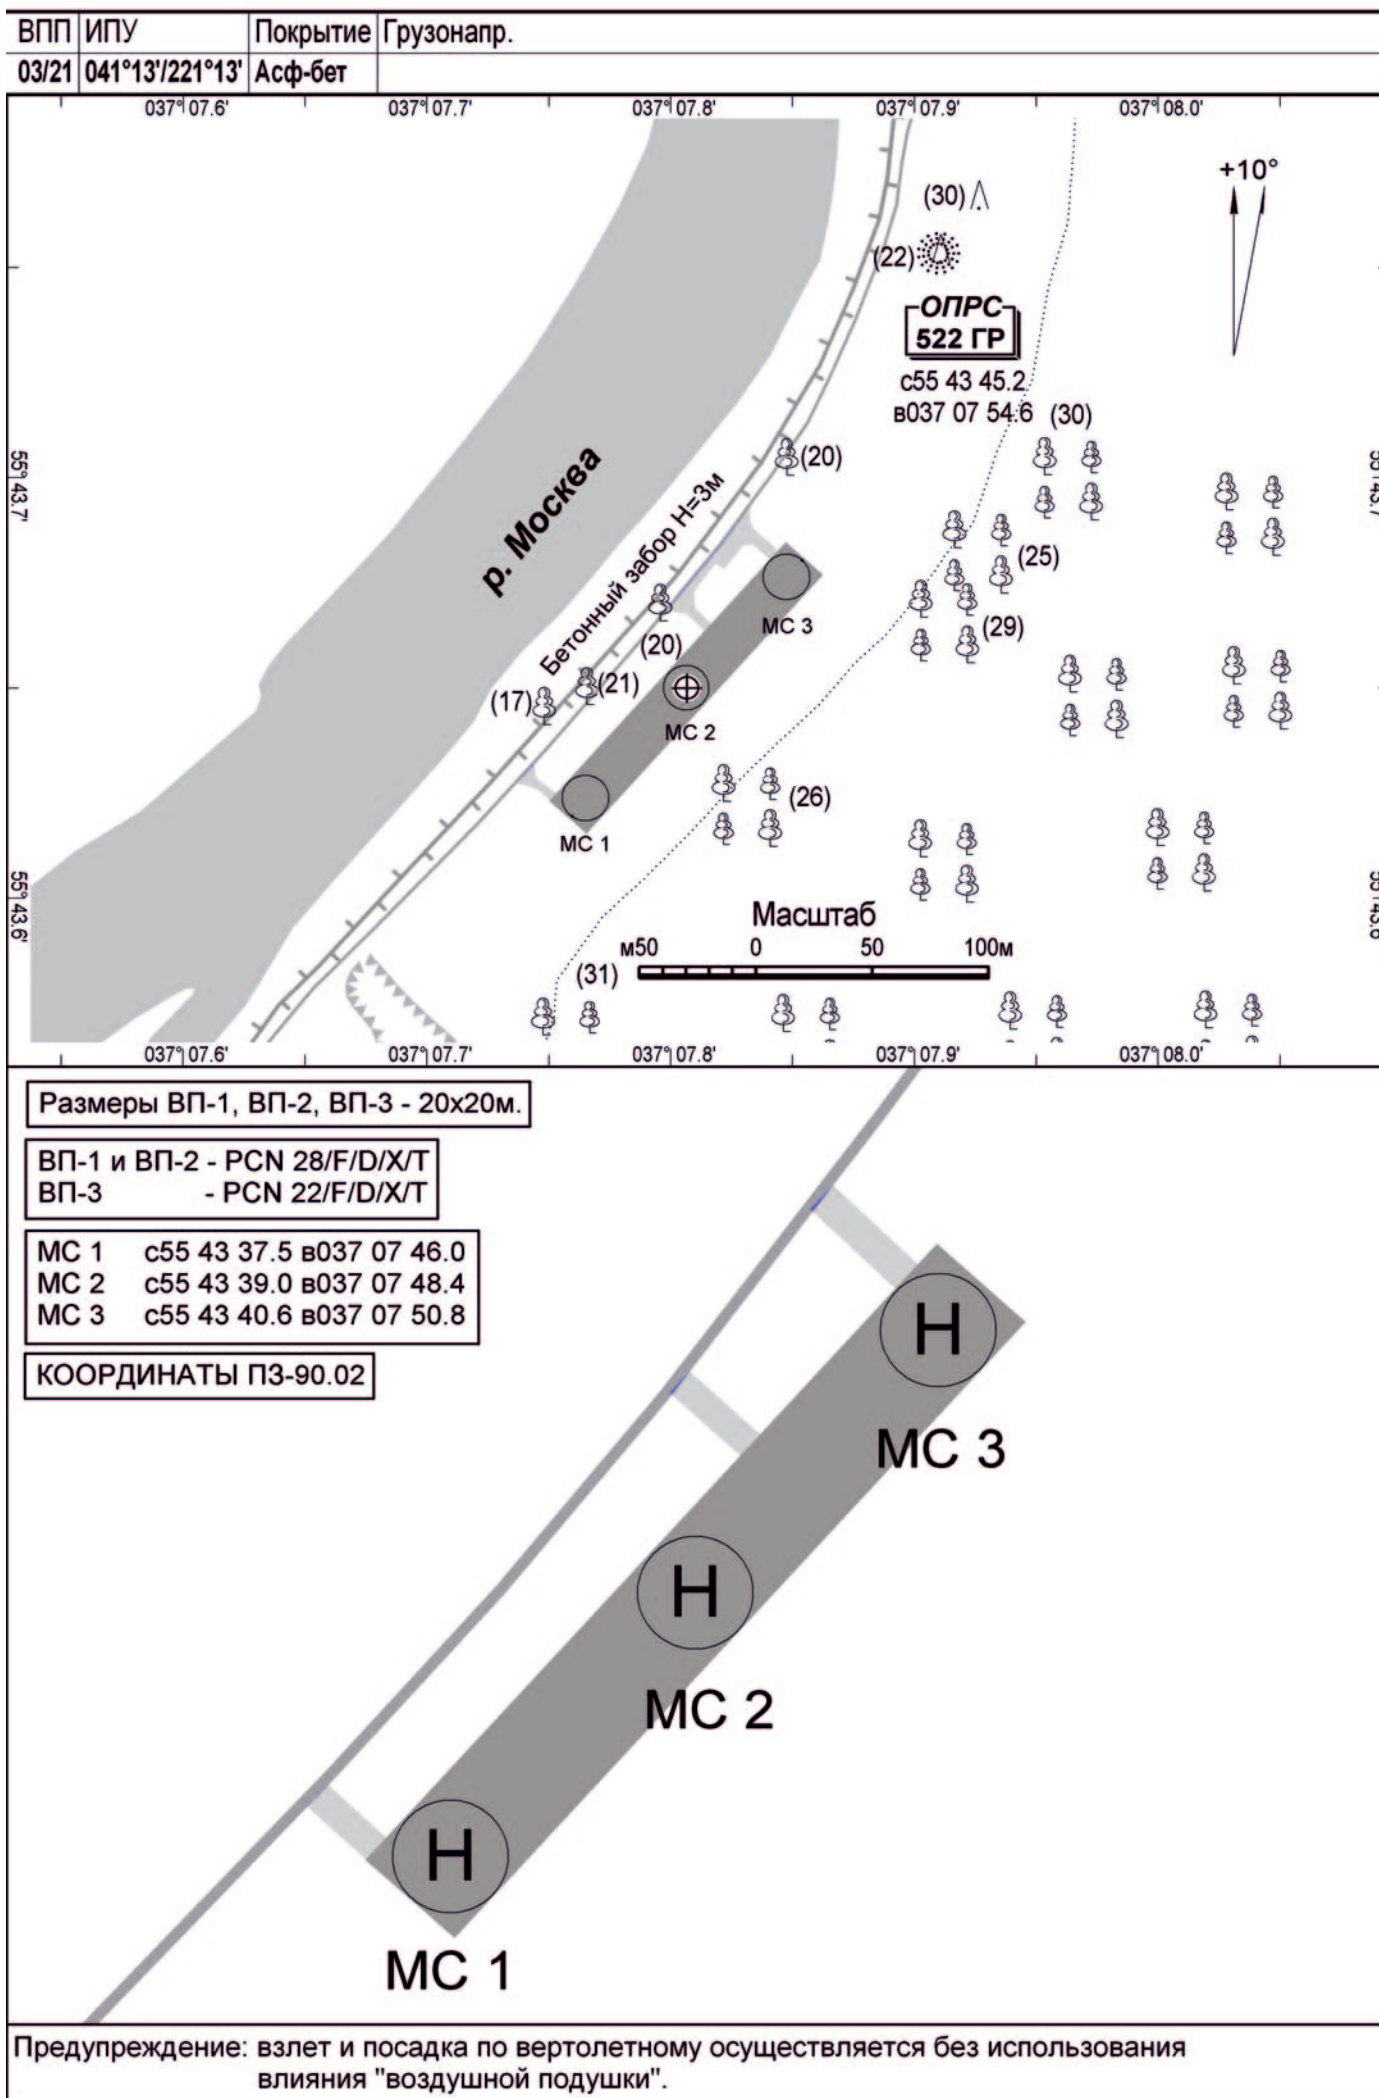 ВПП ИПУ Покрытие Грузонапр.
03/21 041°13'/221°13' Асф-бет
037°07.6' 037°07.7' 037°07.8' 037°07.9' 037°08.0'
+10°
(30)
(22)
ОПРС
522 ГР
с55 43 45.2
в037 07 54.6 (30)
55°43.7' 55°43.7'
(20)
р. Москва
Бетонный забор Н=3м
(25)
МС 3
(29)
(20)
(21)
(17)
МС 2
(26)
МС 1
55°43.6' 55°43.6'
Масштаб
м50 0 50 100м
(31)
037°07.6' 037°07.7' 037°07.8' 037°07.9' 037°08.0'
Размеры ВП-1, ВП-2, ВП-3 - 20х20м.
ВП-1 и ВП-2 - PCN 28/F/D/X/T
ВП-3 - PCN 22/F/D/X/T
МС 1 с55 43 37.5 в037 07 46.0
МС 2 с55 43 39.0 в037 07 48.4
МС 3 с55 43 40.6 в037 07 50.8
КООРДИНАТЫ ПЗ-90.02
Н
МС 3
Н
МС 2
Н
МС 1
Предупреждение: взлет и посадка по вертолетному осуществляется без использования
влияния "воздушной подушки".